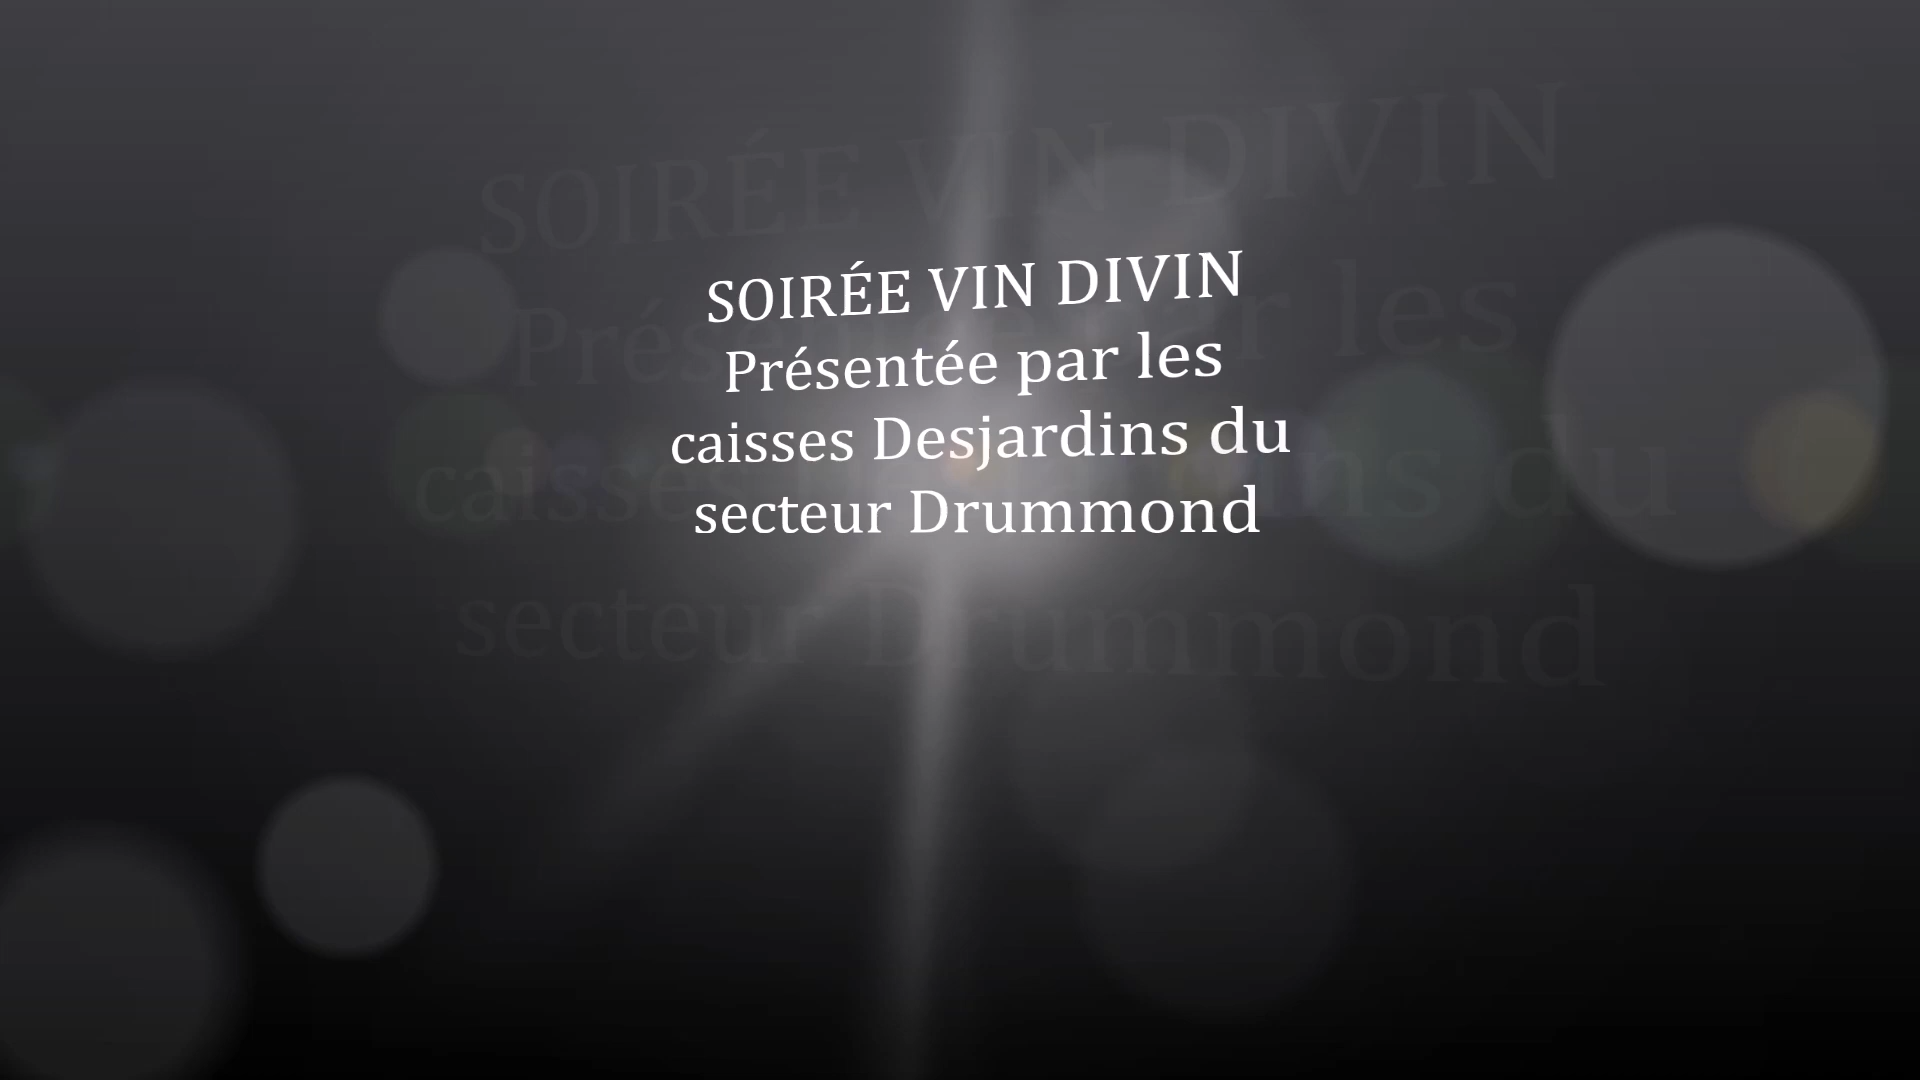 SOIRÉE VIN DIVIN
Présentée par les
caisses Desjardins du
secteur Drummond